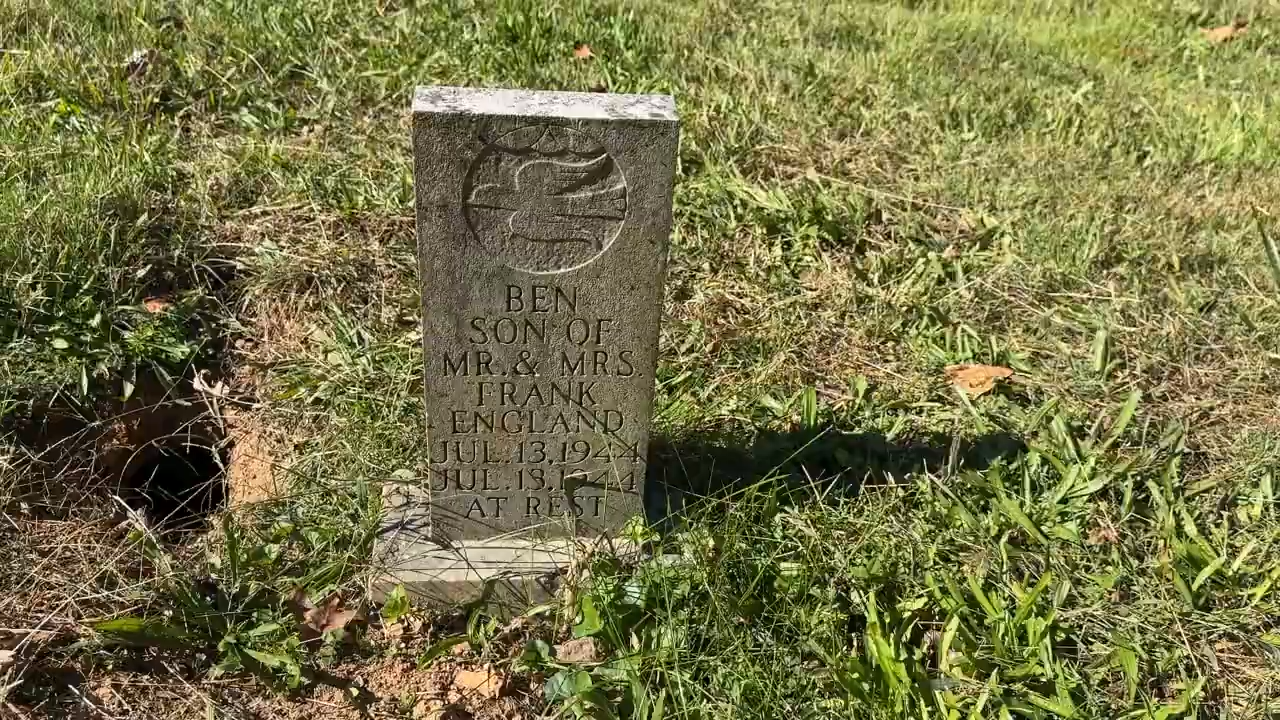 BEN
SON OF
MR. & MRS.
FRANK
ENGLAND
JUL. 13, 1944
JUL. 13, 1944
AT REST